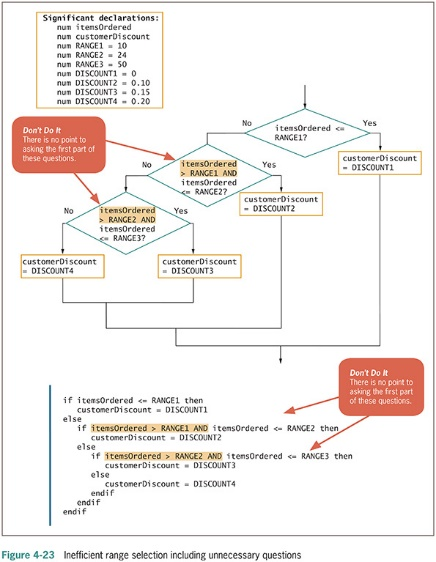 Significant declarations:
num itemsOrdered
num customerDiscount
num RANGE1 = 10
num RANGE2 = 24
num RANGE3 = 50
num DISCOUNT1 = 0
num DISCOUNT2 = 0.10
num DISCOUNT3 = 0.15
num DISCOUNT4 = 0.20
Don't Do It
There is no point to
asking the first part of
these questions.
No
itemsOrdered <=
RANGE1?
Yes
customerDiscount
= DISCOUNT1
No
itemsOrdered
> RANGE1 AND
itemsOrdered
<= RANGE2?
Yes
customerDiscount
= DISCOUNT2
No
itemsOrdered
> RANGE2 AND
itemsOrdered
<= RANGE3?
Yes
customerDiscount
= DISCOUNT4
customerDiscount
= DISCOUNT3
Don't Do It
There is no point to
asking the first part
of these questions.
if itemsOrdered <= RANGE1 then
customerDiscount = DISCOUNT1
else
if itemsOrdered > RANGE1 AND itemsOrdered <= RANGE2 then
customerDiscount = DISCOUNT2
else
if itemsOrdered > RANGE2 AND itemsOrdered <= RANGE3 then
customerDiscount = DISCOUNT3
else
customerDiscount = DISCOUNT4
endif
endif
endif
Figure 4-23 Inefficient range selection including unnecessary questions